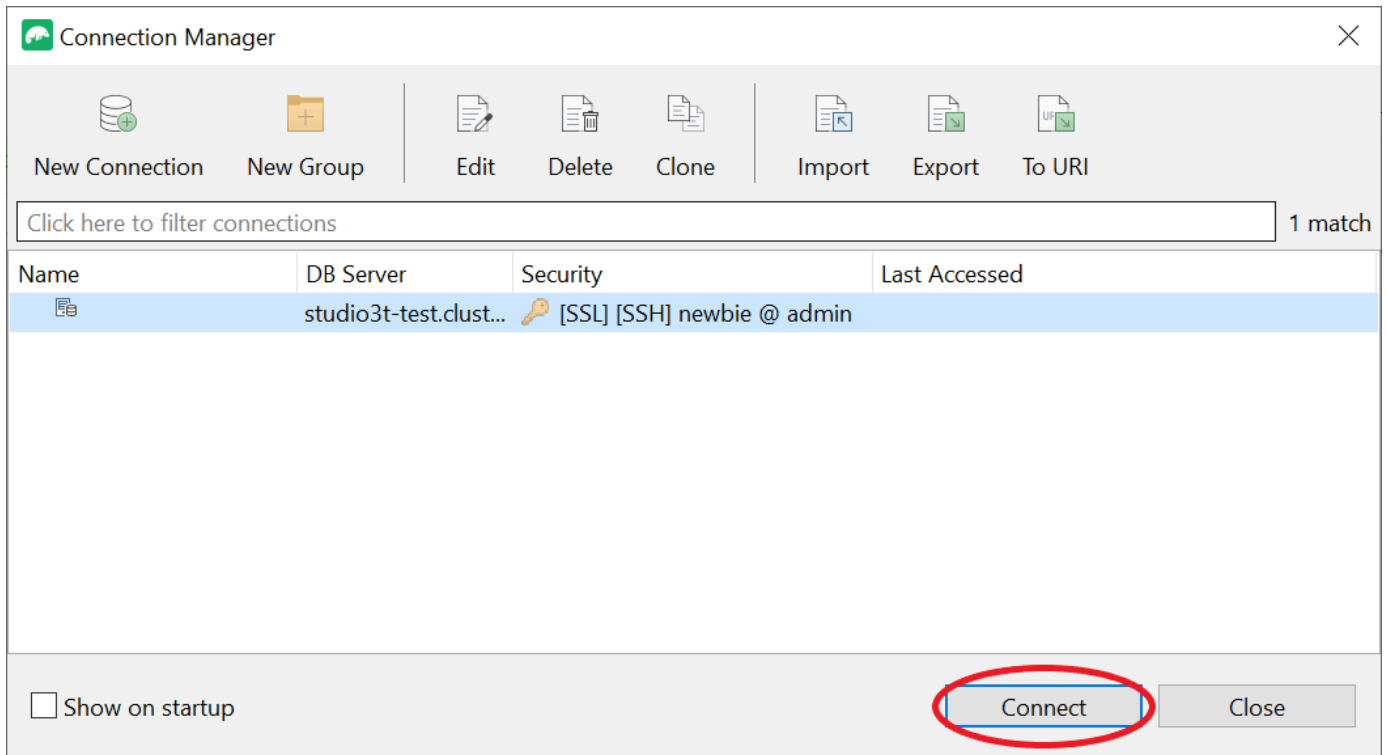 Connection Manager
New Connection New Group Edit Delete Clone Import Export To URI
Click here to filter connections 1 match
Name DB Server Security Last Accessed
studio3t-test.clust... [SSL] [SSH] newbie @ admin
Show on startup Connect Close